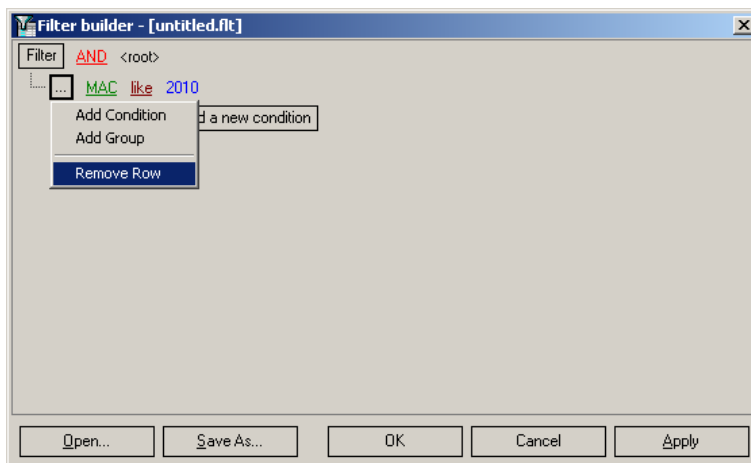 Filter builder - [untitled.flt]
Filter AND <root>
... MAC like 2010
Add Condition
d a new condition
Add Group
Remove Row
Open... Save As... OK Cancel Apply